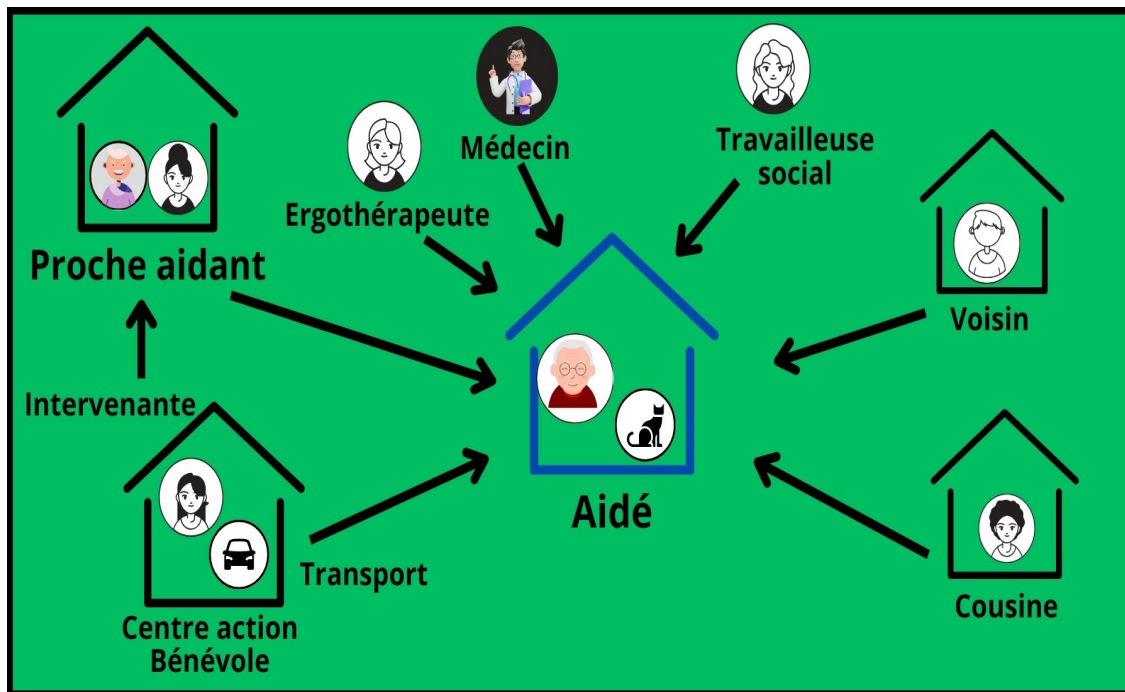 Médecin
Travailleuse
social
Ergothérapeute
Proche aidant
Voisin
Intervenante
Aidé
Transport
Cousine
Centre action
Bénévole